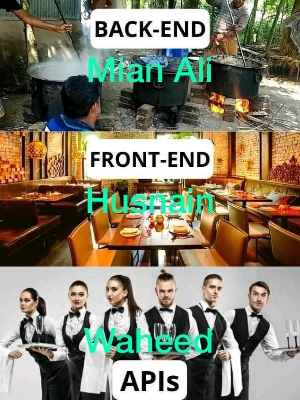 BACK-END
Mian Ali
FRONT-END
Husnain
Waheed
APIs